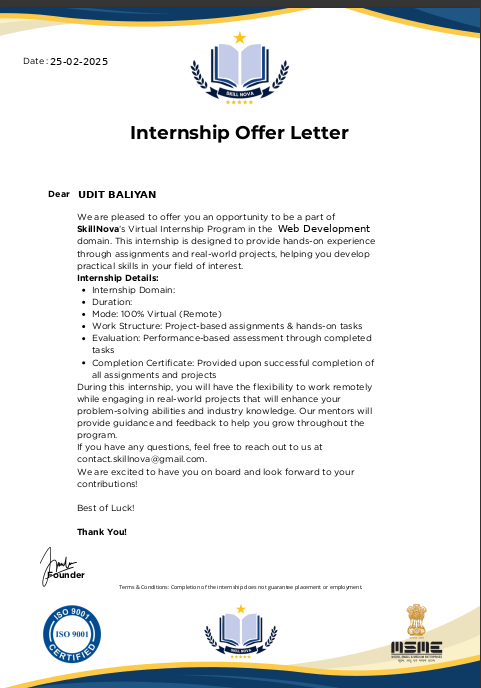 Date: 25-02-2025
SKILL NOVA
Internship Offer Letter
Dear UDIT BALIYAN
We are pleased to offer you an opportunity to be a part of
SkillNova's Virtual Internship Program in the Web Development
domain. This internship is designed to provide hands-on experience
through assignments and real-world projects, helping you develop
practical skills in your field of interest.
Internship Details:
• Internship Domain:
• Duration:
• Mode: 100% Virtual (Remote)
• Work Structure: Project-based assignments & hands-on tasks
• Evaluation: Performance-based assessment through completed
tasks
• Completion Certificate: Provided upon successful completion of
all assignments and projects
During this internship, you will have the flexibility to work remotely
while engaging in real-world projects that will enhance your
problem-solving abilities and industry knowledge. Our mentors will
provide guidance and feedback to help you grow throughout the
program.
If you have any questions, feel free to reach out to us at
contact.skillnova@gmail.com.
We are excited to have you on board and look forward to your
contributions!
Best of Luck!
Thank You!
Founder
Terms & Conditions: Completion of the internship does not guarantee placement or employment.
ISO 9001
ISO 9001
CERTIFIED
SKILL NOVA
MSME